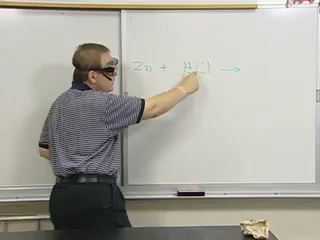 Zn + HCl →